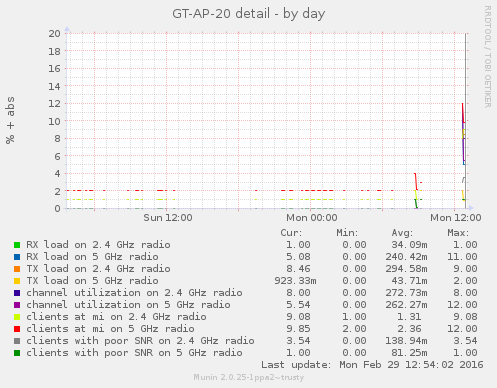 GT-AP-20 detail - by day
RRDTOOL / TOBI OETIKER
% + abs
20
18
16
14
12
10
8
6
4
2
0
Sun 12:00 Mon 00:00 Mon 12:00
Cur: Min: Avg: Max:
RX load on 2.4 GHz radio 1.00 0.00 34.09m 1.00
RX load on 5 GHz radio 5.08 0.00 240.42m 11.00
TX load on 2.4 GHz radio 8.46 0.00 294.58m 9.00
TX load on 5 GHz radio 923.33m 0.00 43.71m 2.00
channel utilization on 2.4 GHz radio 8.00 0.00 272.73m 8.00
channel utilization on 5 GHz radio 5.54 0.00 262.27m 12.00
clients at mi on 2.4 GHz radio 9.08 1.00 1.31 9.08
clients at mi on 5 GHz radio 9.85 2.00 2.36 12.00
clients with poor SNR on 2.4 GHz radio 3.54 0.00 138.94m 3.54
clients with poor SNR on 5 GHz radio 1.00 0.00 81.25m 1.00
Last update: Mon Feb 29 12:54:02 2016
Munin 2.0.25-1ppa2~trusty